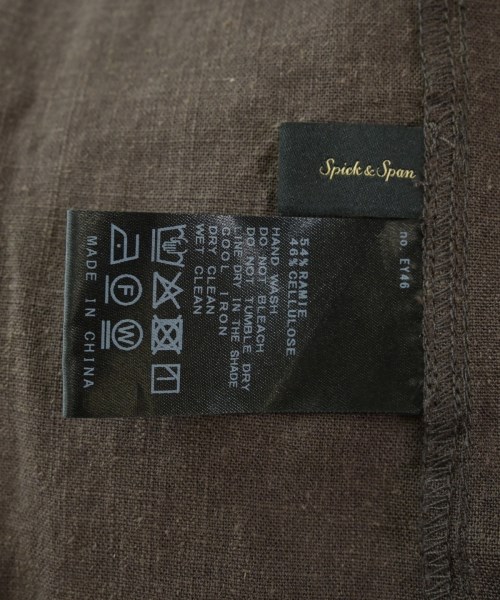 Spick & Span
no. EY46
54% RAMIE
46% CELLULOSE
HAND WASH
DO NOT BLEACH
DO NOT TUMBLE DRY
LINE DRY IN THE SHADE
COOL IRON
DRY CLEAN
WET CLEAN
F
W
MADE IN CHINA